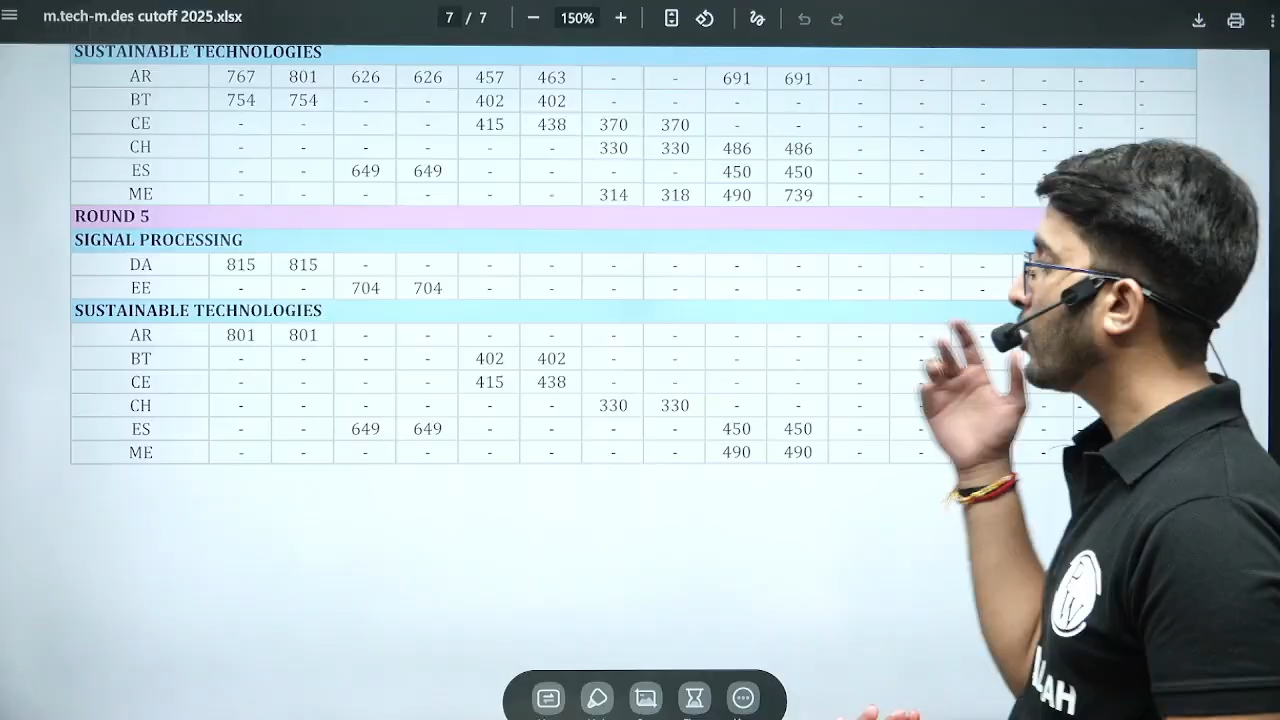 m.tech-m.des cutoff 2025.xlsx 7 / 7 150%
SUSTAINABLE TECHNOLOGIES
AR 767 801 626 626 457 463 - - 691 691 - - - - - -
BT 754 754 - - 402 402 - - - - - - - - - -
CE - - - - 415 438 370 370 - - - - - - - -
CH - - - - - - 330 330 486 486 - - - -
ES - - 649 649 - - - - 450 450 - - -
ME - - - - - - 314 318 490 739 - - -
ROUND 5
SIGNAL PROCESSING
DA 815 815 - - - - - - - - - - -
EE - - 704 704 - - - - - - - - -
SUSTAINABLE TECHNOLOGIES
AR 801 801 - - - - - - - - - - -
BT - - - - 402 402 - - - - - -
CE - - - - 415 438 - - - - - - - -
CH - - - - - - 330 330 - - - - - -
ES - - 649 649 - - - - 450 450 - - - -
ME - - - - - - - - 490 490 - - - -
PW
LAH